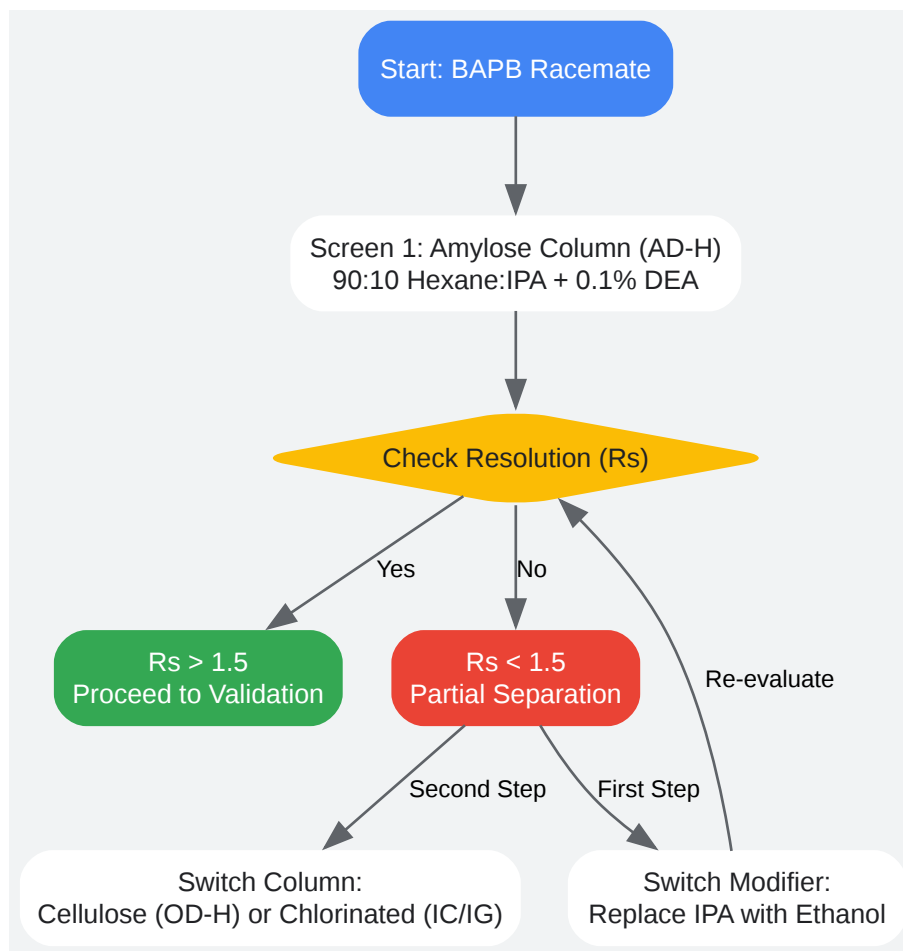 Start: BAPB Racemate
Screen 1: Amylose Column (AD-H)
90:10 Hexane:IPA + 0.1% DEA
Check Resolution (Rs)
Yes
No
Rs > 1.5
Proceed to Validation
Rs < 1.5
Partial Separation
Re-evaluate
Second Step
First Step
Switch Column:
Cellulose (OD-H) or Chlorinated (IC/IG)
Switch Modifier:
Replace IPA with Ethanol